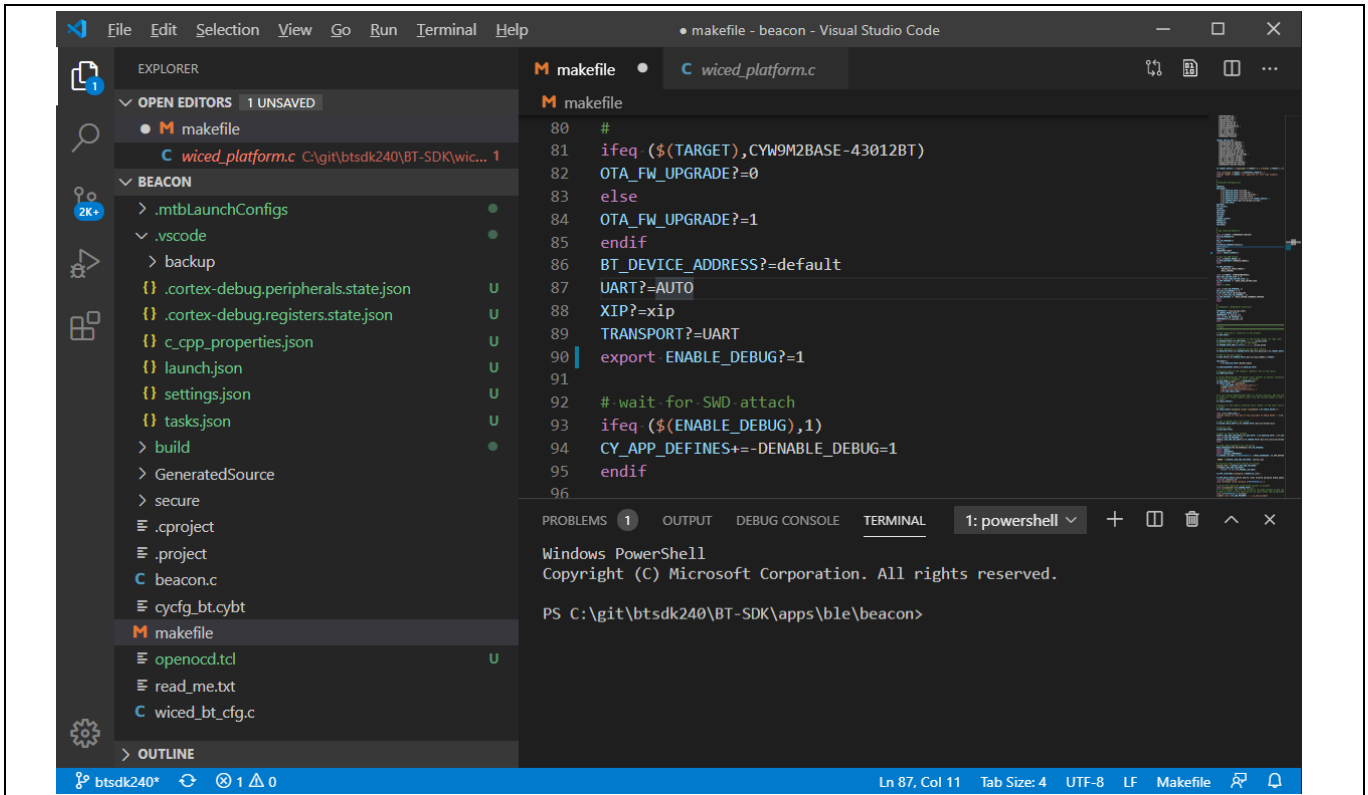 File Edit Selection View Go Run Terminal Help
● makefile - beacon - Visual Studio Code
1
2K+
EXPLORER
OPEN EDITORS 1 UNSAVED
● M makefile
C wiced_platform.c C:\git\btsdk240\BT-SDK\wic... 1
BEACON
> .mtbLaunchConfigs
.vscode
> backup
{} .cortex-debug.peripherals.state.json U
{} .cortex-debug.registers.state.json U
{} c_cpp_properties.json U
{} launch.json U
{} settings.json U
{} tasks.json U
> build
> GeneratedSource
> secure
.cproject
.project
C beacon.c
cycfg_bt.cybt
M makefile
openocd.tcl U
read_me.txt
C wiced_bt_cfg.c
> OUTLINE
M makefile ● C wiced_platform.c
M makefile
80 #
81 ifeq ($(TARGET),CYW9M2BASE-43012BT)
82 OTA_FW_UPGRADE?=0
83 else
84 OTA_FW_UPGRADE?=1
85 endif
86 BT_DEVICE_ADDRESS?=default
87 UART?=AUTO
88 XIP?=xip
89 TRANSPORT?=UART
90 export ENABLE_DEBUG?=1
91
92 # wait for SWD attach
93 ifeq ($(ENABLE_DEBUG),1)
94 CY_APP_DEFINES+=-DENABLE_DEBUG=1
95 endif
96
PROBLEMS 1 OUTPUT DEBUG CONSOLE TERMINAL 1: powershell
Windows PowerShell
Copyright (C) Microsoft Corporation. All rights reserved.
PS C:\git\btsdk240\BT-SDK\apps\ble\beacon>
btsdk240* 1 0 Ln 87, Col 11 Tab Size: 4 UTF-8 LF Makefile